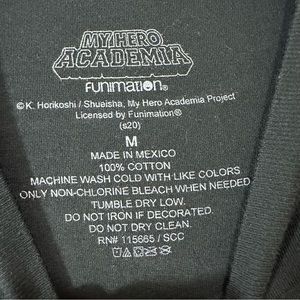 MY HERO
ACADEMIA
FUNIMATION®
©K. Horikoshi / Shueisha, My Hero Academia Project
Licensed by Funimation®
(s20)
M
MADE IN MEXICO
100% COTTON
MACHINE WASH COLD WITH LIKE COLORS
ONLY NON-CHLORINE BLEACH WHEN NEEDED
TUMBLE DRY LOW.
DO NOT IRON IF DECORATED.
DO NOT DRY CLEAN.
RN# 115665 / SCC